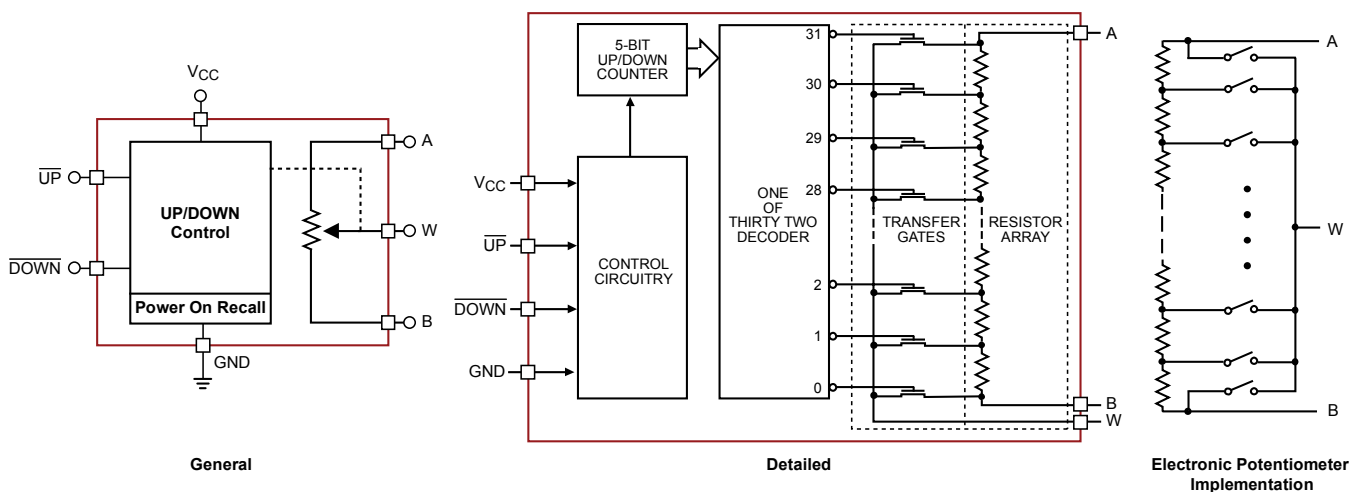 VCC
UP
DOWN
UP/DOWN
Control
Power On Recall
A
W
B
GND
General
5-BIT
UP/DOWN
COUNTER
VCC
UP
DOWN
GND
CONTROL
CIRCUITRY
ONE
OF
THIRTY TWO
DECODER
31
30
29
28
2
1
0
TRANSFER
GATES
RESISTOR
ARRAY
A
B
W
Detailed
A
W
B
Electronic Potentiometer
Implementation